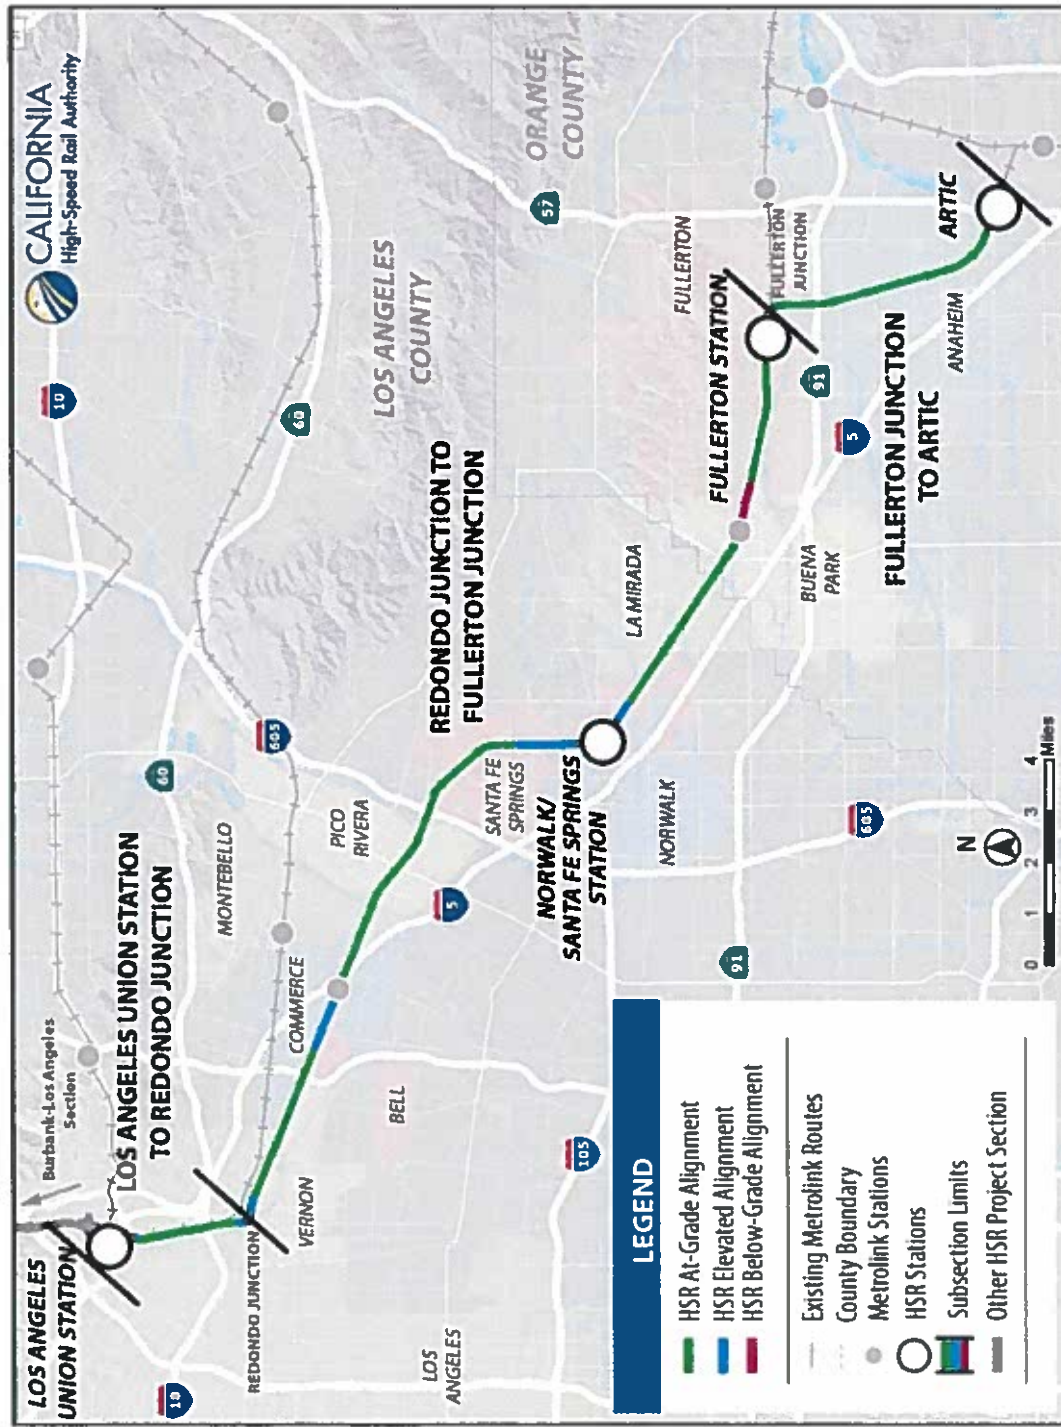 CALIFORNIA
High-Speed Rail Authority
Burbank-Los Angeles
Section
LOS ANGELES
UNION STATION
LOS ANGELES UNION STATION
TO REDONDO JUNCTION
10
60
10
60
MONTEBELLO
605
LOS ANGELES
COUNTY
REDONDO JUNCTION
VERNON
COMMERCE
PICO
RIVERA
REDONDO JUNCTION TO
FULLERTON JUNCTION
BELL
5
LOS
ANGELES
SANTA FE
SPRINGS
57
ORANGE
COUNTY
105
NORWALK/
SANTA FE SPRINGS
STATION
LA MIRADA
FULLERTON
NORWALK
FULLERTON STATION
FULLERTON
JUNCTION
91
BUENA
PARK
91
5
605
FULLERTON JUNCTION
TO ARTIC
ANAHEIM
ARTIC
N
0 1 2 3 4
Miles
LEGEND
HSR At-Grade Alignment
HSR Elevated Alignment
HSR Below-Grade Alignment
Existing Metrolink Routes
County Boundary
Metrolink Stations
HSR Stations
Subsection Limits
Other HSR Project Section